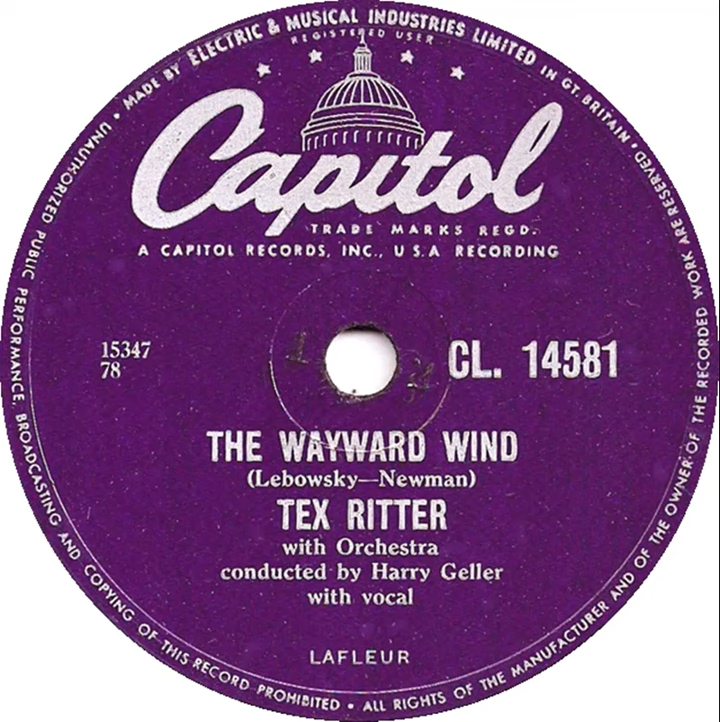 MADE BY ELECTRIC & MUSICAL INDUSTRIES LIMITED IN GT. BRITAIN •
REGISTERED USER
Capitol
TRADE MARKS REGD.
A CAPITOL RECORDS, INC., U S.A RECORDING
15347
78
CL. 14581
THE WAYWARD WIND
(Lebowsky—Newman)
TEX RITTER
with Orchestra
conducted by Harry Geller
with vocal
LAFLEUR
UNAUTHORIZED PUBLIC PERFORMANCE, BROADCASTING AND COPYING OF THIS RECORD PROHIBITED • ALL RIGHTS OF THE MANUFACTURER AND OF THE OWNER OF THE RECORDED WORK ARE RESERVED